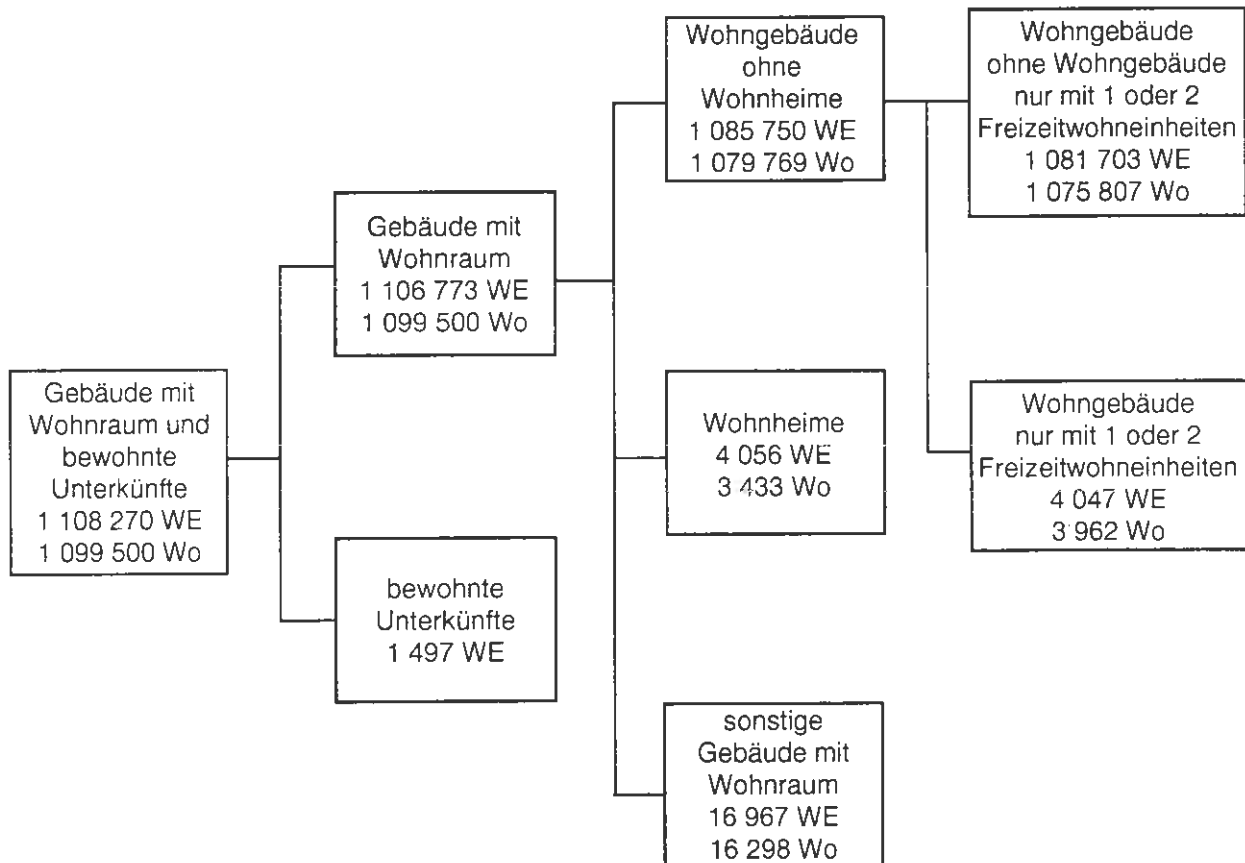 Gebäude mit
Wohnraum und
bewohnte
Unterkünfte
1 108 270 WE
1 099 500 Wo
Gebäude mit
Wohnraum
1 106 773 WE
1 099 500 Wo
bewohnte
Unterkünfte
1 497 WE
Wohngebäude
ohne
Wohnheime
1 085 750 WE
1 079 769 Wo
Wohnheime
4 056 WE
3 433 Wo
sonstige
Gebäude mit
Wohnraum
16 967 WE
16 298 Wo
Wohngebäude
ohne Wohngebäude
nur mit 1 oder 2
Freizeitwohneinheiten
1 081 703 WE
1 075 807 Wo
Wohngebäude
nur mit 1 oder 2
Freizeitwohneinheiten
4 047 WE
3 962 Wo